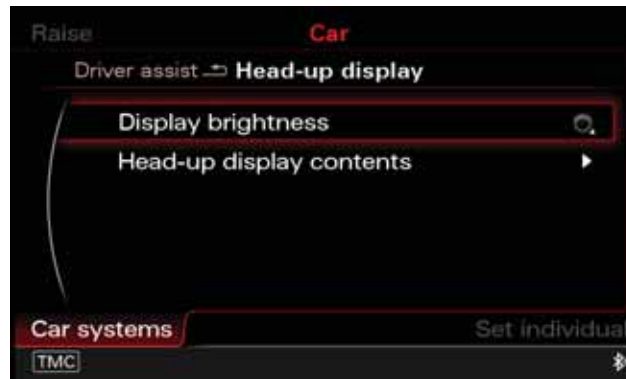 Raise Car
Driver assist Head-up display
Display brightness
Head-up display contents
Car systems Set individual
TMC